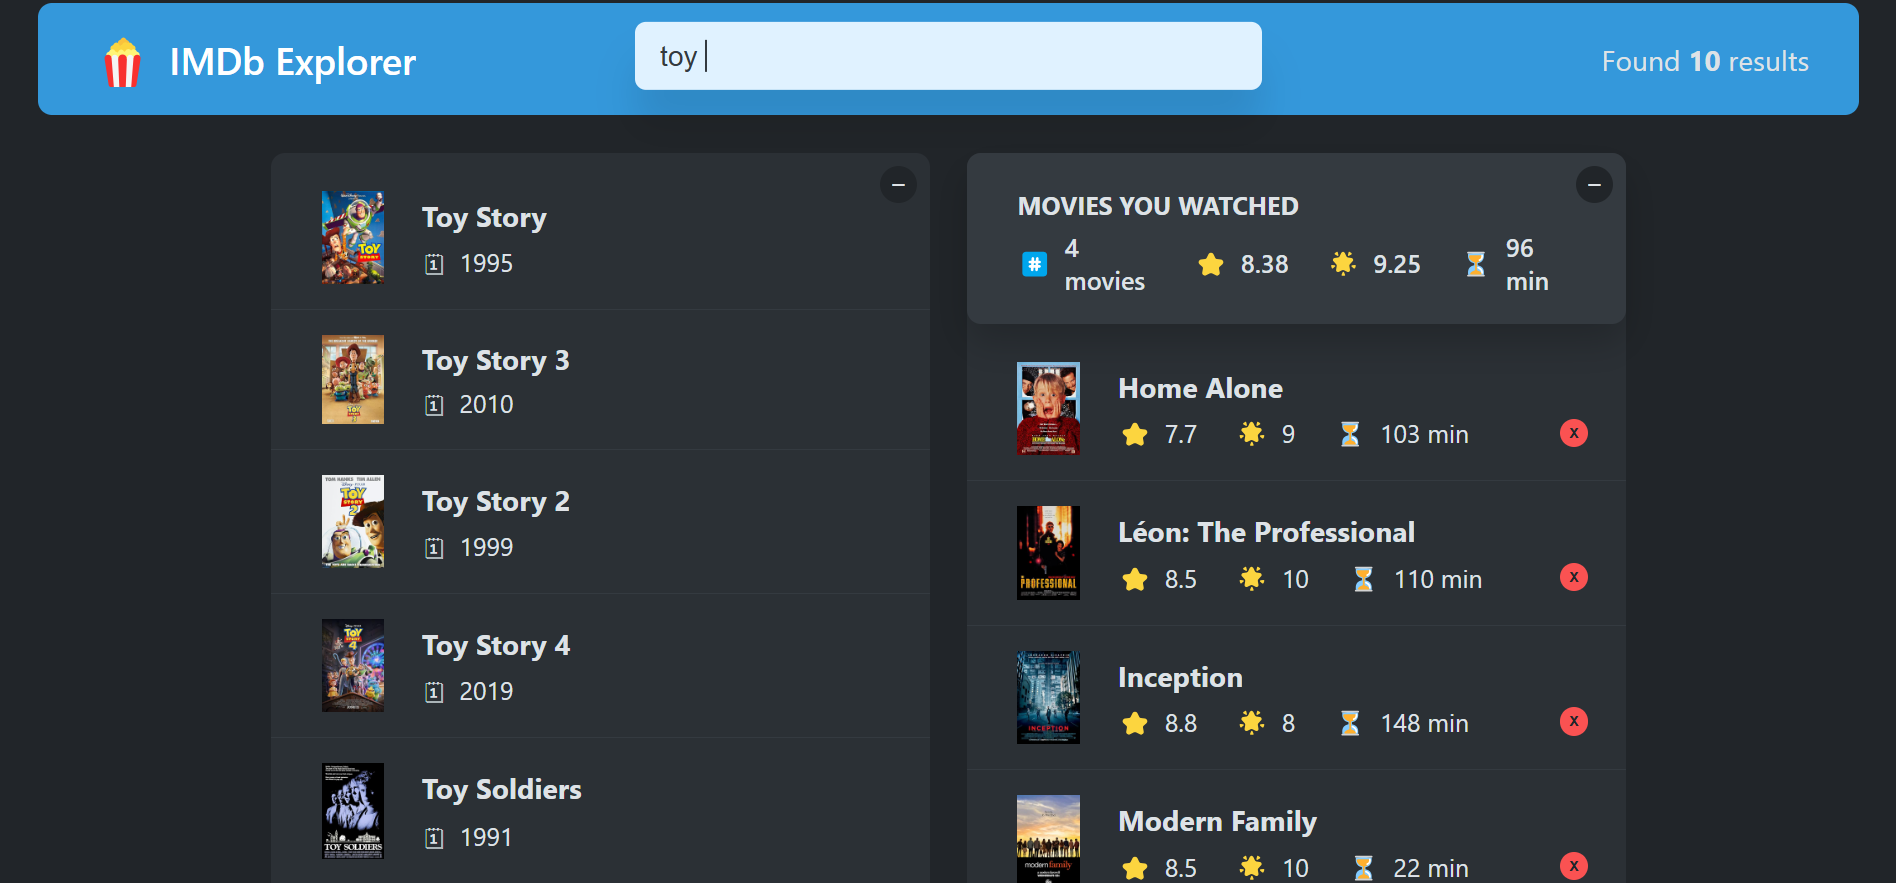 IMDb Explorer
toy
Found 10 results
Toy Story
1995
Toy Story 3
2010
Toy Story 2
1999
Toy Story 4
2019
Toy Soldiers
1991
MOVIES YOU WATCHED
# 4 movies 8.38 9.25 96 min
Home Alone
7.7 9 103 min X
Léon: The Professional
8.5 10 110 min X
Inception
8.8 8 148 min X
Modern Family
8.5 10 22 min X
TOY STORY
TOM HANKS TIM ALLEN
TOY STORY 2
TOY STORY 4
TOY SOLDIERS
HOME ALONE
PROFESSIONAL
INCEPTION
modern family